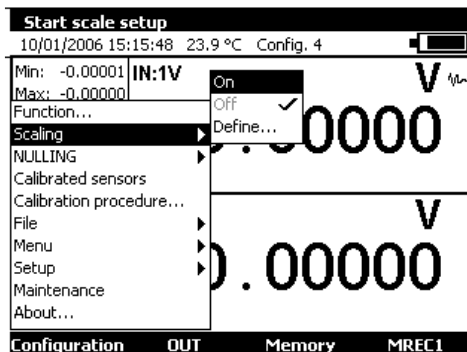 Start scale setup
10/01/2006 15:15:48 23.9 °C Config. 4
Min: -0.00001 IN:1V V
Max: -0.00000
Function...
Scaling
On
Off
Define...
.00000
NULLING
Calibrated sensors
Calibration procedure...
File
Menu
Setup
Maintenance
About...
V
0.00000
Configuration OUT Memory MREC1